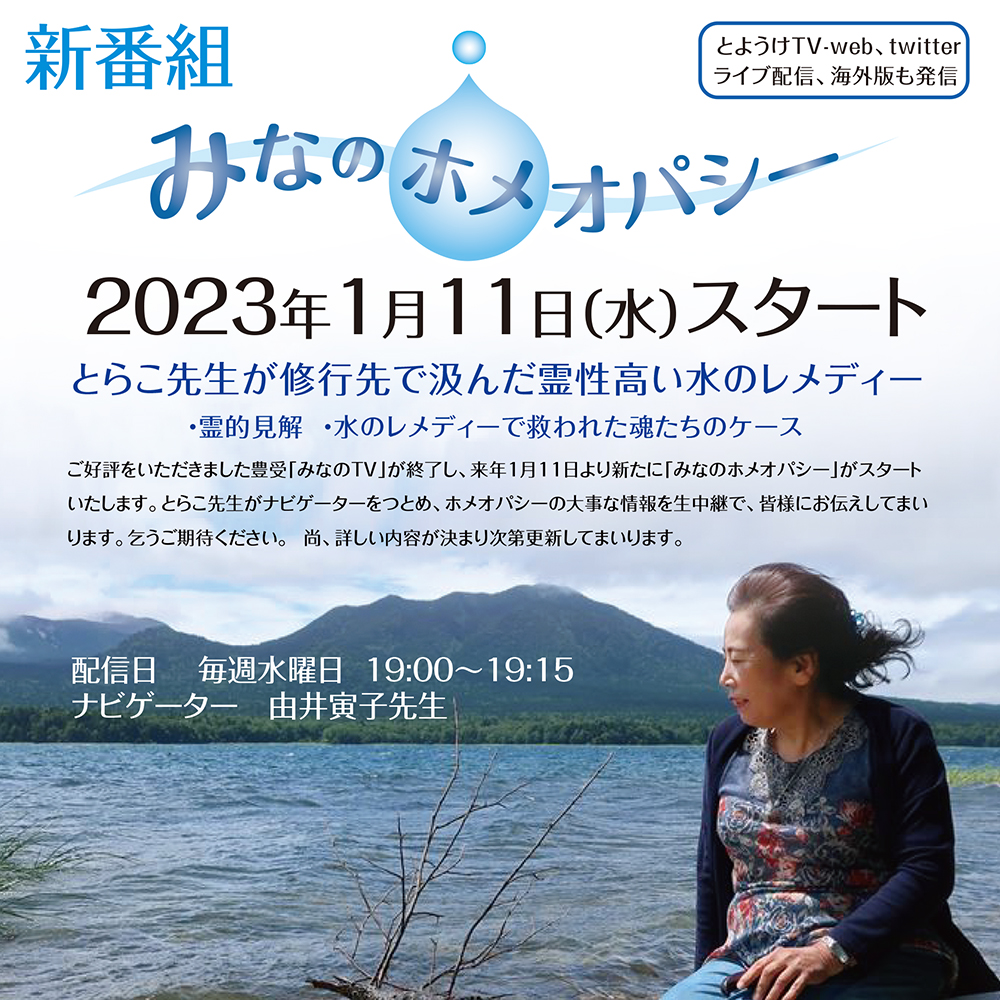 新番組
とようけTV-web、twitter
ライブ配信、海外版も発信
みなのホメオパシー
2023年1月11日(水)スタート
とらこ先生が修行先で汲んだ霊性高い水のレメディー
・霊的見解 ・水のレメディーで救われた魂たちのケース
ご好評をいただきました豊受「みなのTV」が終了し、来年1月11日より新たに「みなのホメオパシー」がスタート
いたします。とらこ先生がナビゲーターをつとめ、ホメオパシーの大事な情報を生中継で、皆様にお伝えしてまい
ります。乞うご期待ください。 尚、詳しい内容が決まり次第更新してまいります。
配信日 毎週水曜日 19:00〜19:15
ナビゲーター 由井寅子先生